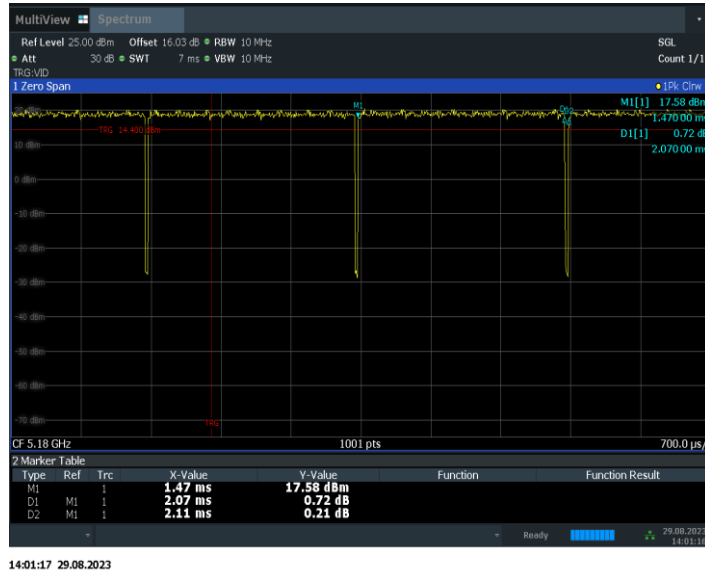 MultiView Spectrum
Ref Level 25.00 dBm Offset 16.03 dB RBW 10 MHz SGL
Att 30 dB SWT 7 ms VBW 10 MHz Count 1/1
TRG:VID
1 Zero Span 1Pk Clrw
M1[1] 17.58 dBm
1.470 00 ms
D1[1] 0.72 dB
2.070 00 ms
M1
20 dBm
TRG 14.400 dBm
10 dBm
0 dBm
-10 dBm
-20 dBm
-30 dBm
-40 dBm
-50 dBm
-60 dBm
-70 dBm
TRG
CF 5.18 GHz 1001 pts 700.0 µs/
2 Marker Table
Type Ref Trc X-Value Y-Value Function Function Result
M1 1 1.47 ms 17.58 dBm
D1 M1 1 2.07 ms 0.72 dB
D2 M1 1 2.11 ms 0.21 dB
Ready 29.08.2023
14:01:16
14:01:17 29.08.2023